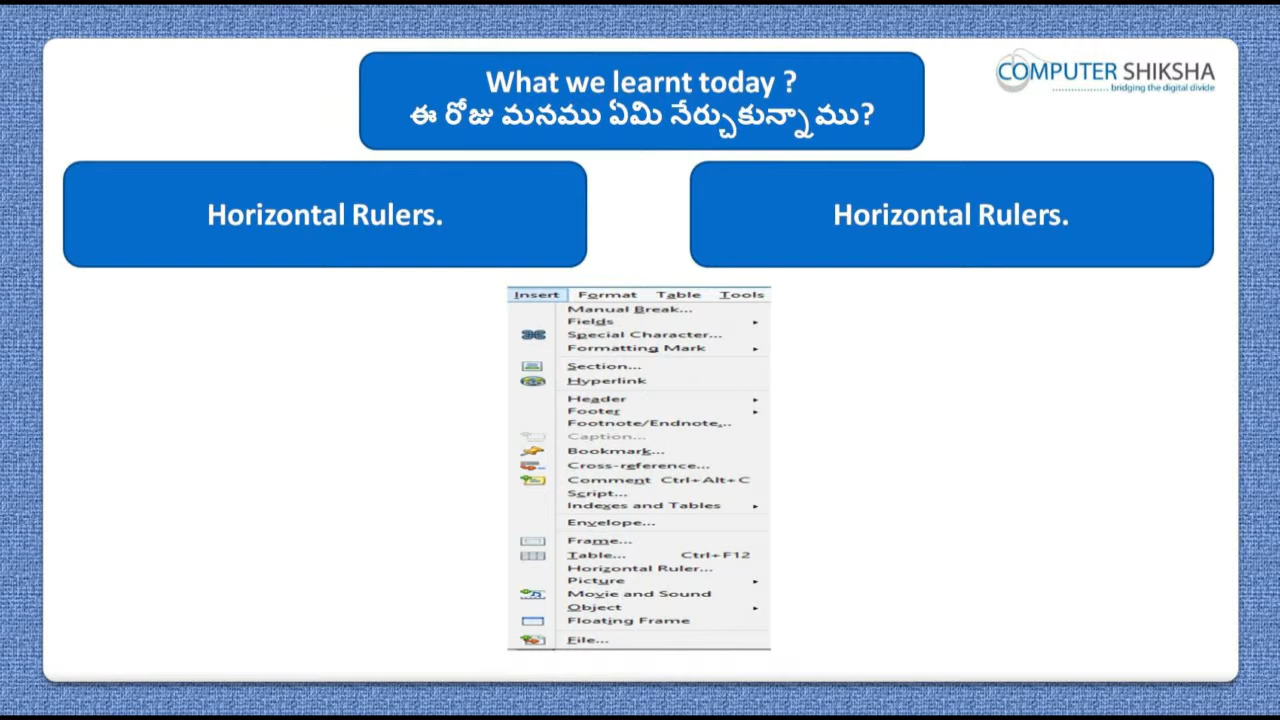 What we learnt today ?
ఈ రోజు మనము ఏమి నేర్చుకున్నాము?
COMPUTER SHIKSHA
bridging the digital divide
Horizontal Rulers.
Horizontal Rulers.
Insert Format Table Tools
Manual Break...
Fields
Special Character...
Formatting Mark
Section...
Hyperlink
Header
Footer
Footnote/Endnote...
Caption...
Bookmark...
Cross-reference...
Comment Ctrl+Alt+C
Script...
Indexes and Tables
Envelope...
Frame...
Table... Ctrl+F12
Horizontal Ruler...
Picture
Movie and Sound
Object
Floating Frame
File...